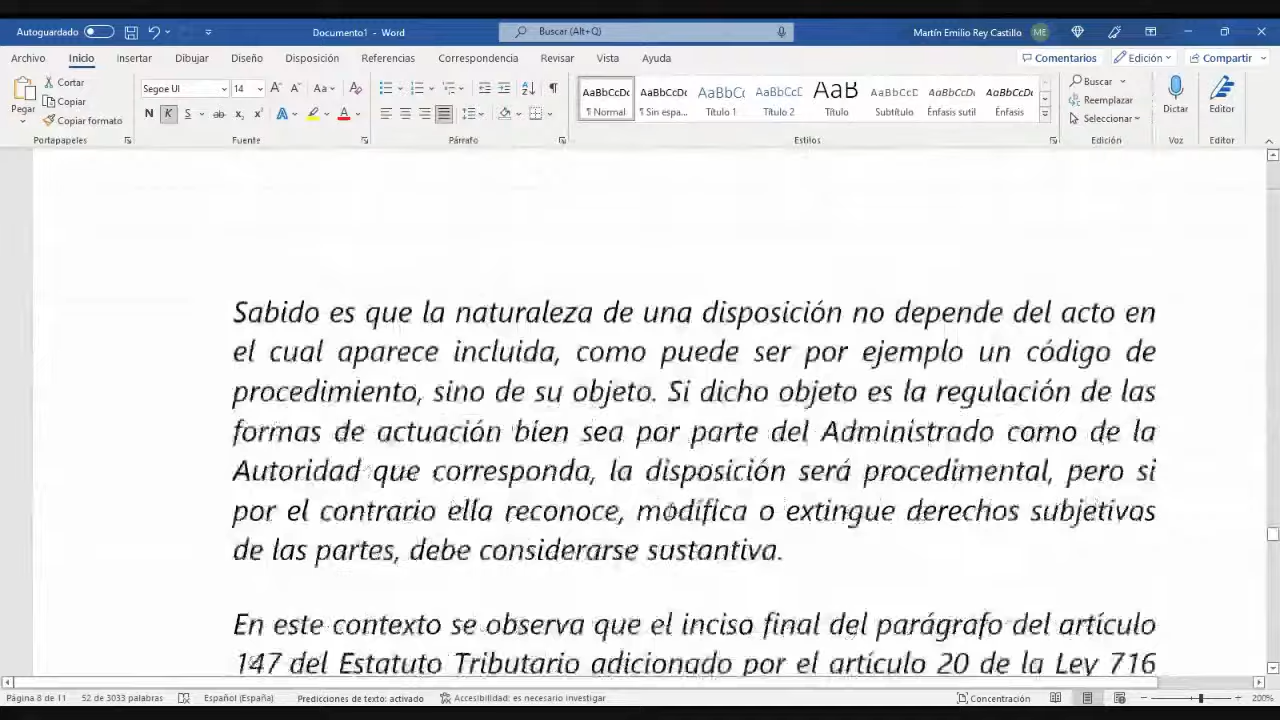 Autoguardado
Documento1 - Word
Buscar (Alt+Q)
Martín Emilio Rey Castillo
ME
Archivo Inicio Insertar Dibujar Diseño Disposición Referencias Correspondencia Revisar Vista Ayuda
Comentarios Edición Compartir
Pegar
Cortar
Copiar
Copiar formato
Portapapeles
Segoe UI 14
N K S ab
Fuente
Párrafo
AaBbCcDc AaBbCcDc AaBbC AaBbCcD AaB AaBbCcD AaBbCcDc AaBbCcDc
¶ Normal ¶ Sin espa... Título 1 Título 2 Título Subtítulo Énfasis sutil Énfasis
Estilos
Buscar
Reemplazar
Seleccionar
Edición
Dictar
Voz
Editor
Editor
Sabido es que la naturaleza de una disposición no depende del acto en
el cual aparece incluida, como puede ser por ejemplo un código de
procedimiento, sino de su objeto. Si dicho objeto es la regulación de las
formas de actuación bien sea por parte del Administrado como de la
Autoridad que corresponda, la disposición será procedimental, pero si
por el contrario ella reconoce, modifica o extingue derechos subjetivos
de las partes, debe considerarse sustantiva.
En este contexto se observa que el inciso final del parágrafo del artículo
147 del Estatuto Tributario adicionado por el artículo 20 de la Ley 716
Página 8 de 11 52 de 3033 palabras Español (España) Predicciones de texto: activado Accesibilidad: es necesario investigar Concentración 200%